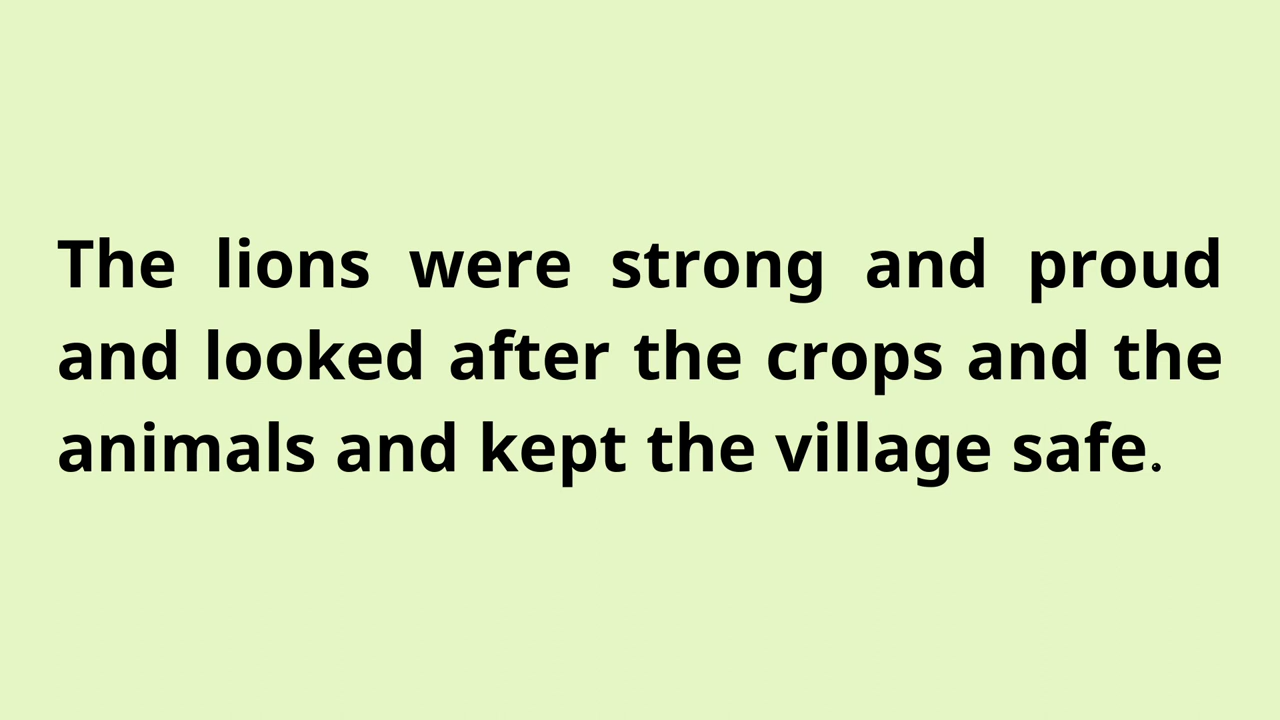 The lions were strong and proud
and looked after the crops and the
animals and kept the village safe.